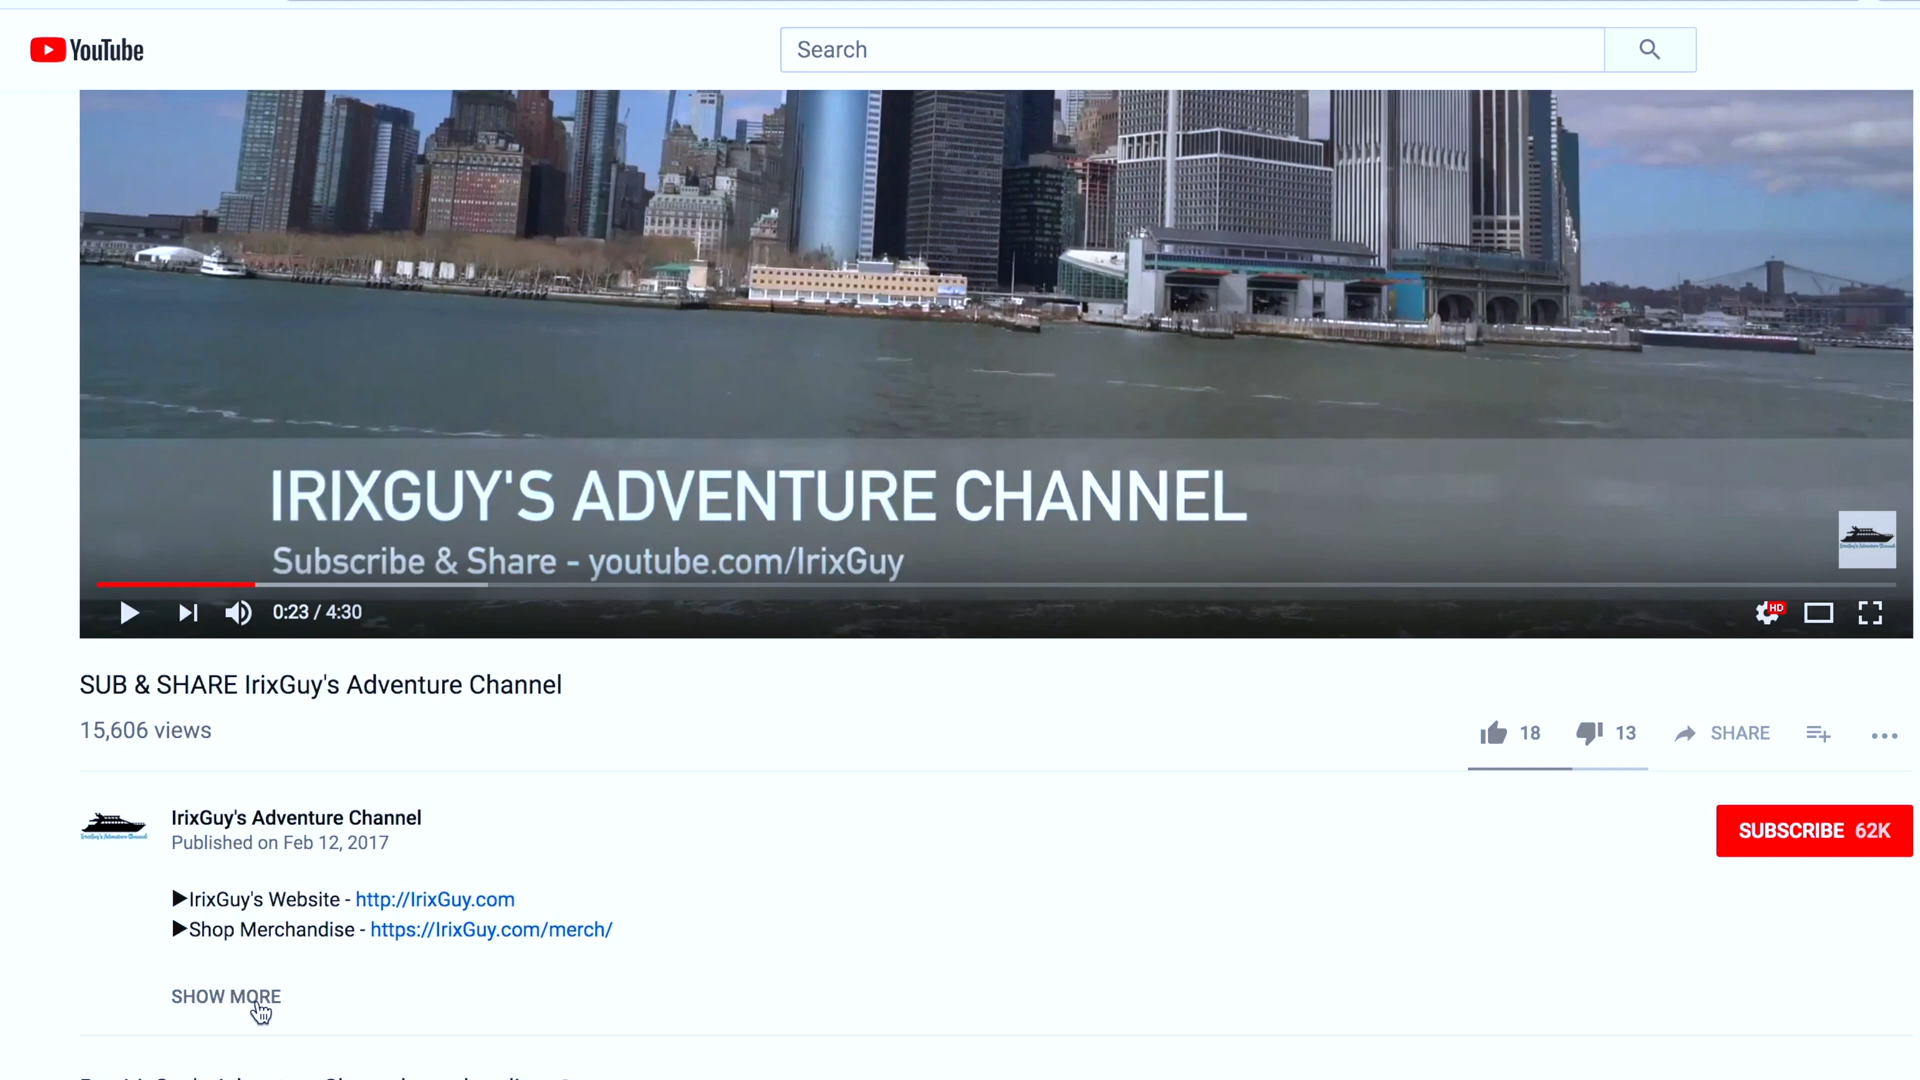 YouTube
Search
IRIXGUY'S ADVENTURE CHANNEL
Subscribe & Share - youtube.com/IrixGuy
0:23 / 4:30
HD
SUB & SHARE IrixGuy's Adventure Channel
15,606 views
18
13
SHARE
IrixGuy's Adventure Channel
Published on Feb 12, 2017
SUBSCRIBE 62K
▶IrixGuy's Website - http://IrixGuy.com
▶Shop Merchandise - https://IrixGuy.com/merch/
SHOW MORE